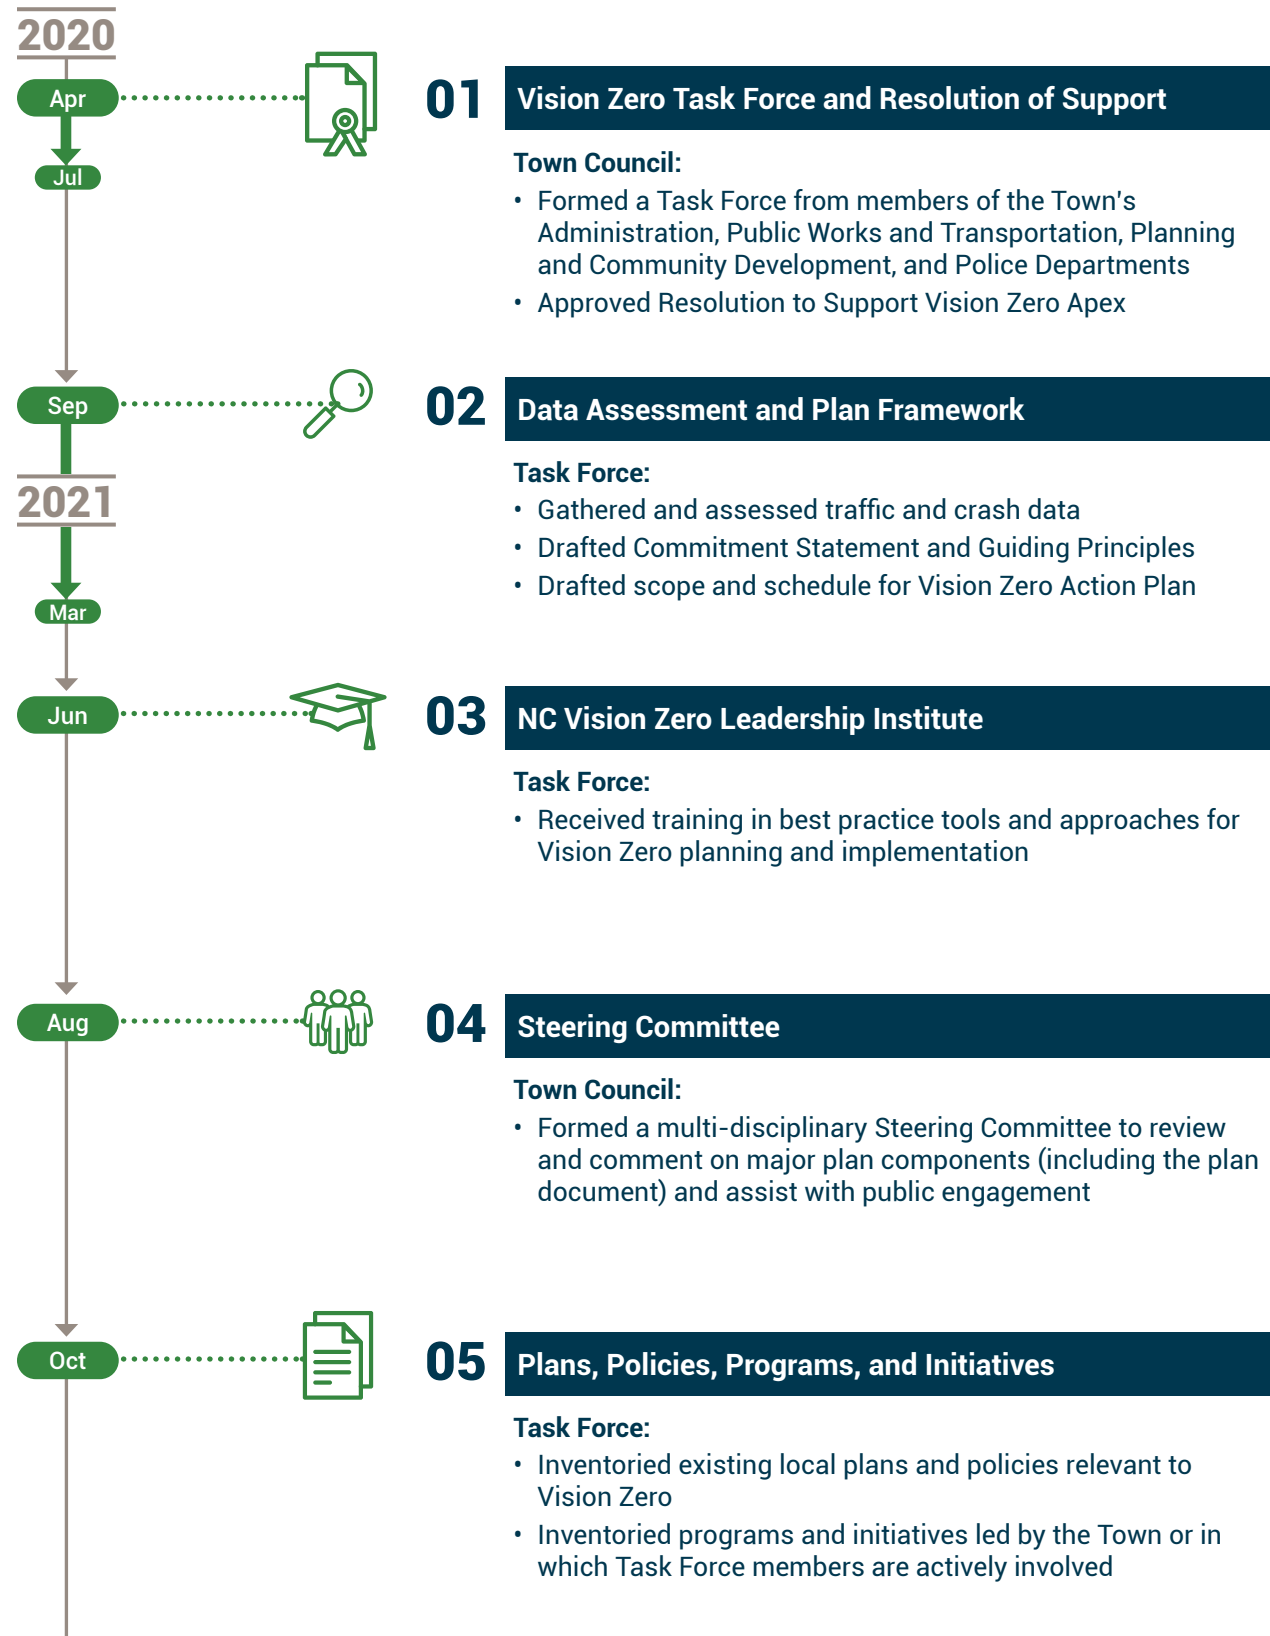 2020
Apr
01
Vision Zero Task Force and Resolution of Support
Jul
Town Council:
• Formed a Task Force from members of the Town's
Administration, Public Works and Transportation, Planning
and Community Development, and Police Departments
• Approved Resolution to Support Vision Zero Apex
Sep
02
Data Assessment and Plan Framework
2021
Mar
Task Force:
• Gathered and assessed traffic and crash data
• Drafted Commitment Statement and Guiding Principles
• Drafted scope and schedule for Vision Zero Action Plan
Jun
03
NC Vision Zero Leadership Institute
Task Force:
• Received training in best practice tools and approaches for
Vision Zero planning and implementation
Aug
04
Steering Committee
Town Council:
• Formed a multi-disciplinary Steering Committee to review
and comment on major plan components (including the plan
document) and assist with public engagement
Oct
05
Plans, Policies, Programs, and Initiatives
Task Force:
• Inventoried existing local plans and policies relevant to
Vision Zero
• Inventoried programs and initiatives led by the Town or in
which Task Force members are actively involved